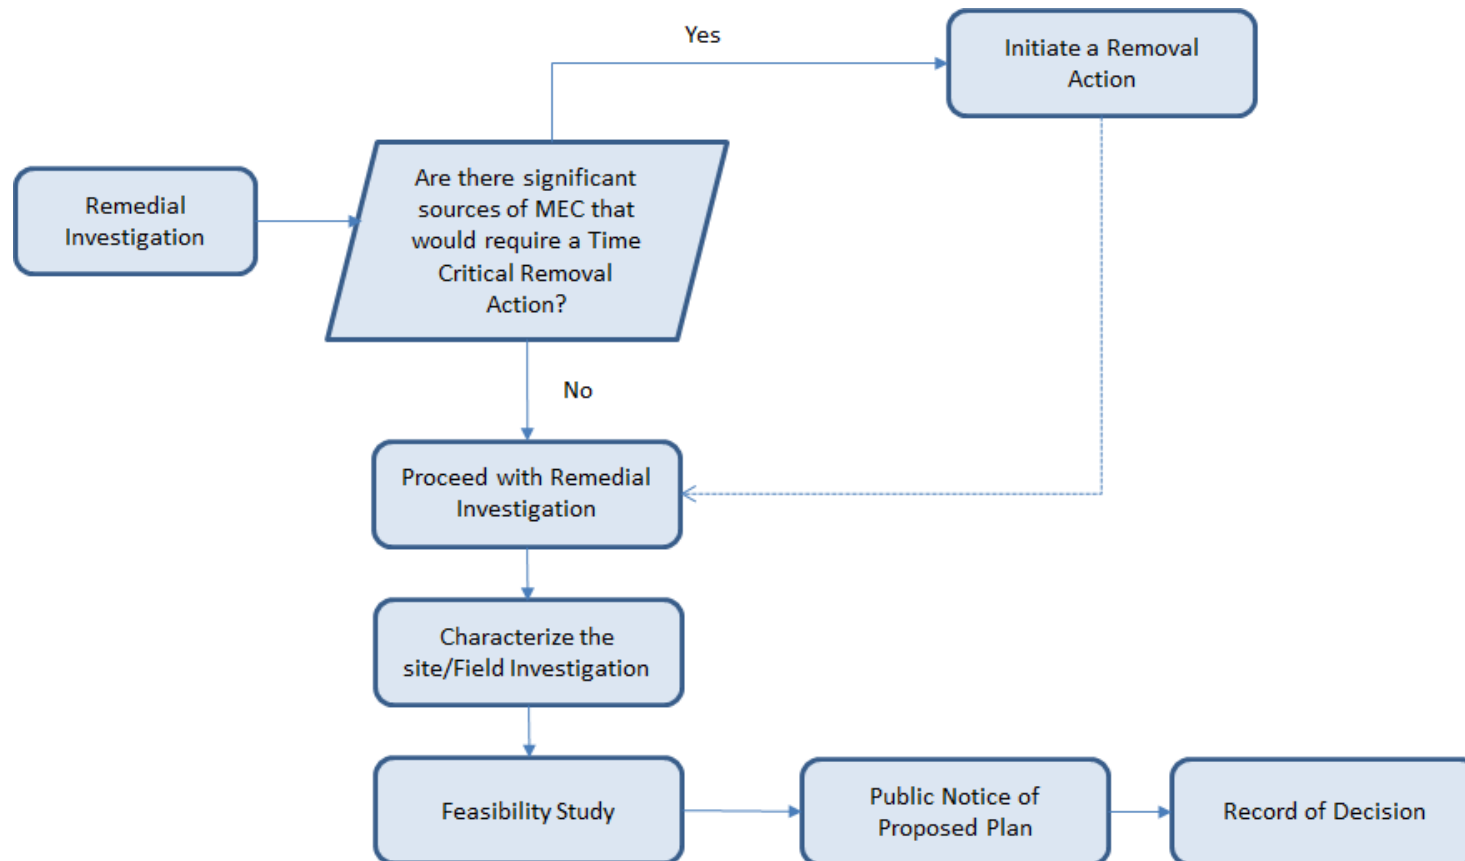 Yes
Initiate a Removal
Action
Remedial
Investigation
Are there significant
sources of MEC that
would require a Time
Critical Removal
Action?
No
Proceed with Remedial
Investigation
Characterize the
site/Field Investigation
Feasibility Study
Public Notice of
Proposed Plan
Record of Decision